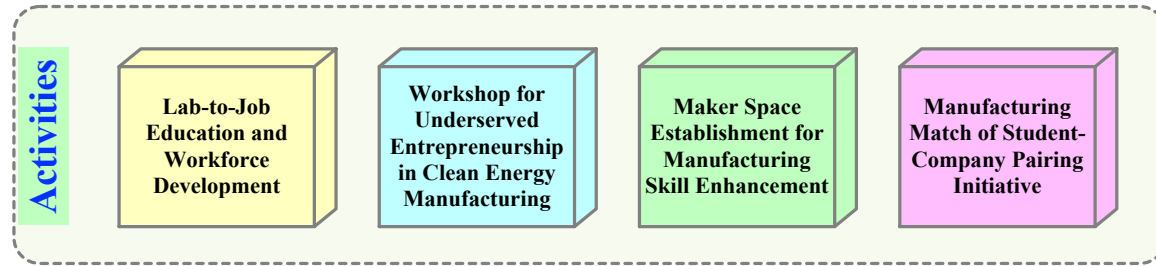 Activities
Lab-to-Job
Education and
Workforce
Development
Workshop for
Underserved
Entrepreneurship
in Clean Energy
Manufacturing
Maker Space
Establishment for
Manufacturing
Skill Enhancement
Manufacturing
Match of Student-
Company Pairing
Initiative